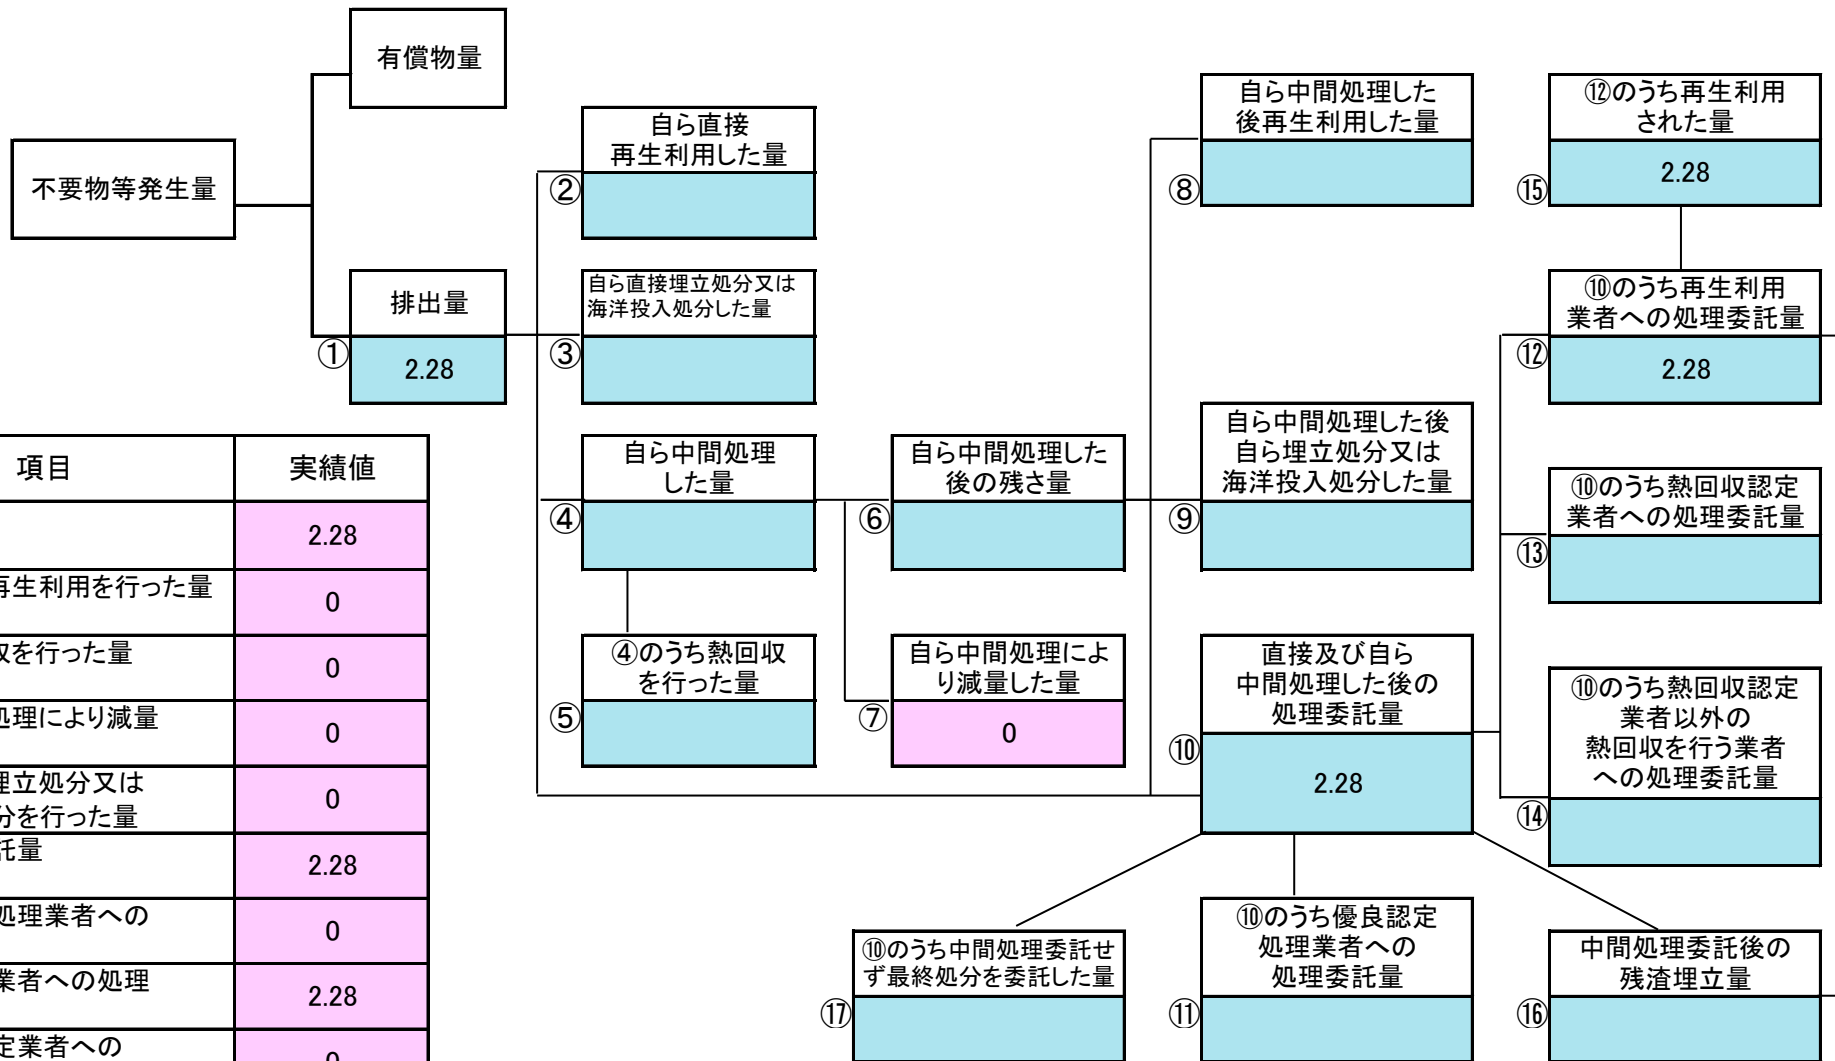 有償物量
不要物等発生量
排出量
①
2.28
自ら直接
再生利用した量
②
自ら直接埋立処分又は
海洋投入処分した量
③
自ら中間処理
した量
④
④のうち熱回収
を行った量
⑤
自ら中間処理した
後の残さ量
⑥
自ら中間処理によ
り減量した量
⑦
0
自ら中間処理した
後再生利用した量
⑧
自ら中間処理した後
自ら埋立処分又は
海洋投入処分した量
⑨
直接及び自ら
中間処理した後の
処理委託量
⑩
2.28
⑫のうち再生利用
された量
⑮
2.28
⑩のうち再生利用
業者への処理委託量
⑫
2.28
⑩のうち熱回収認定
業者への処理委託量
⑬
⑩のうち熱回収認定
業者以外の
熱回収を行う業者
への処理委託量
⑭
⑩のうち中間処理委託せ
ず最終処分を委託した量
⑰
⑩のうち優良認定
処理業者への
処理委託量
⑪
中間処理委託後の
残渣埋立量
⑯
項目 実績値
2.28
再生利用を行った量 0
収を行った量 0
処理により減量 0
埋立処分又は
分を行った量 0
託量 2.28
処理業者への 0
業者への処理 2.28
定業者への 0